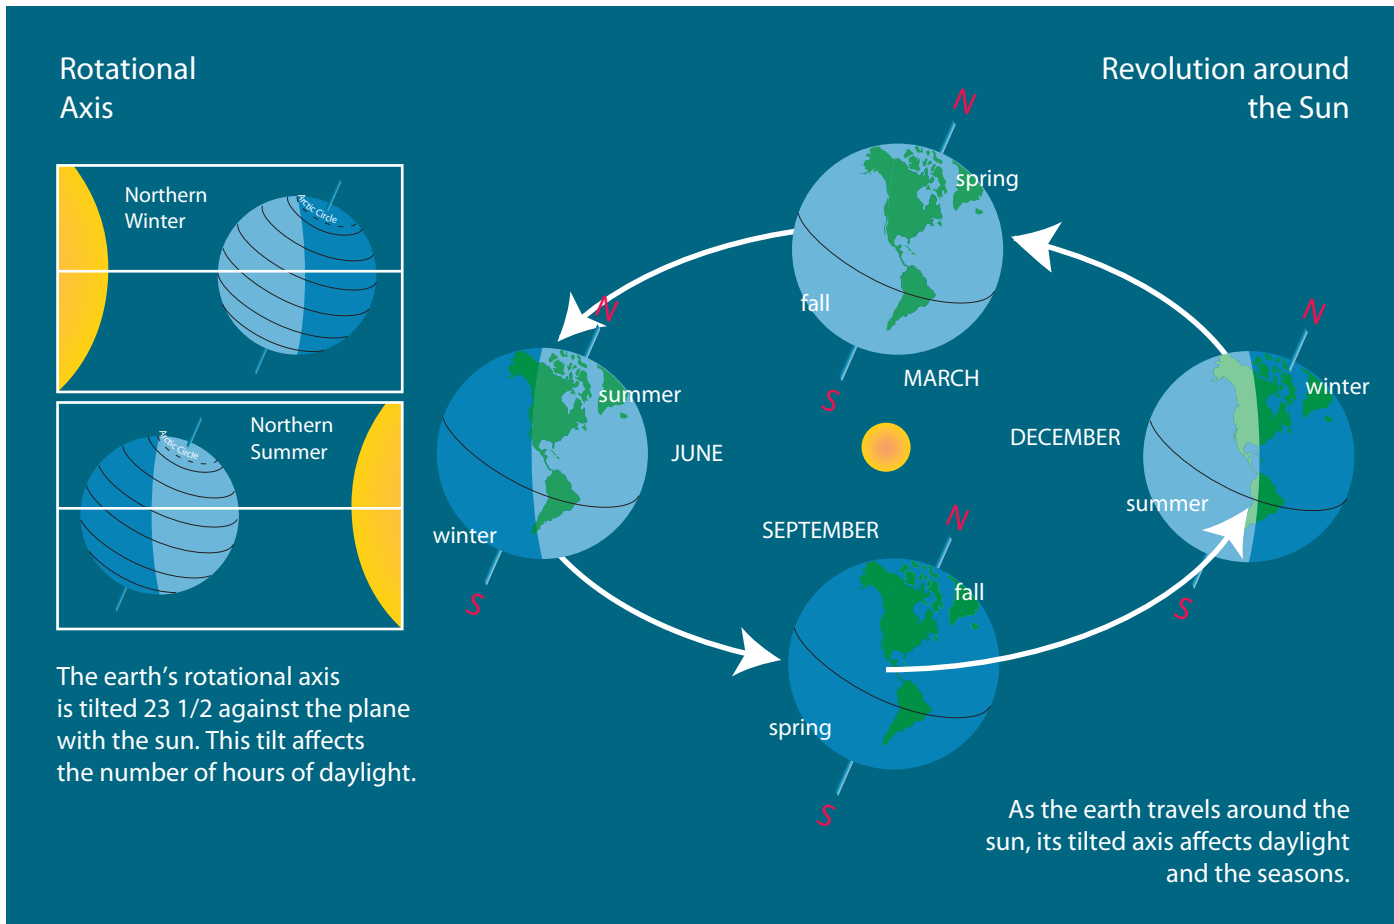 Rotational
Axis
Northern
Winter
Arctic Circle
Northern
Summer
Arctic Circle
The earth’s rotational axis
is tilted 23 1/2 against the plane
with the sun. This tilt affects
the number of hours of daylight.
Revolution around
the Sun
N
spring
fall
S
MARCH
N
summer
JUNE
winter
S
N
winter
DECEMBER
summer
S
SEPTEMBER
N
fall
spring
S
As the earth travels around the
sun, its tilted axis affects daylight
and the seasons.